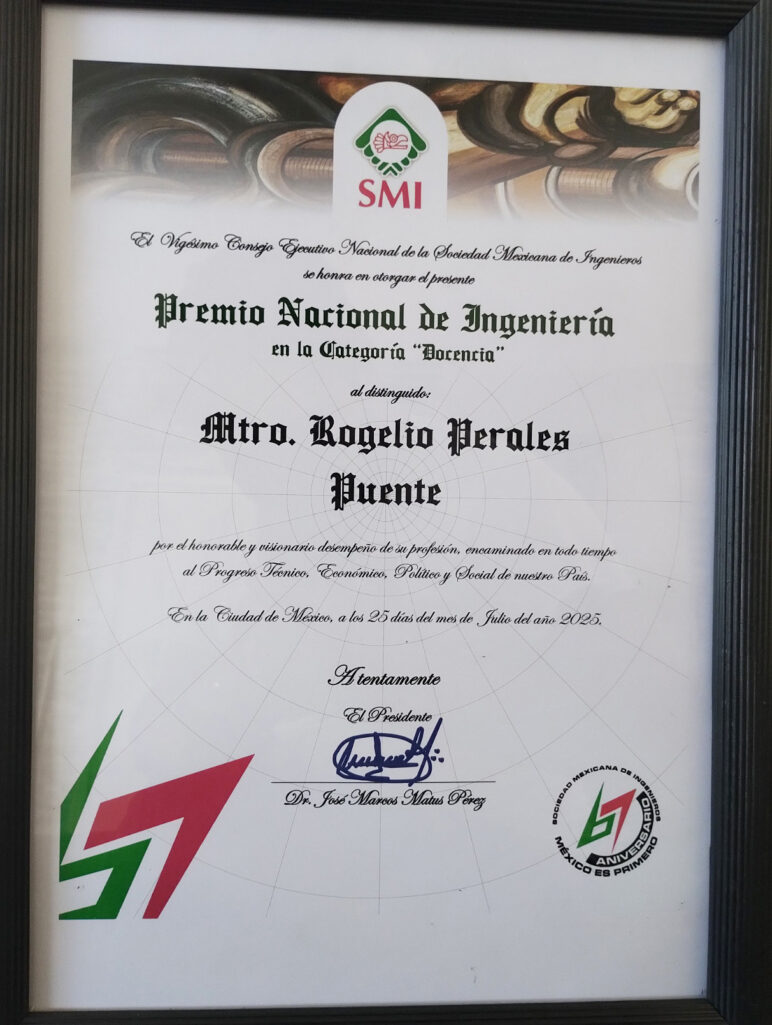 SMI
El Vigésimo Consejo Ejecutivo Nacional de la Sociedad Mexicana de Ingenieros
se honra en otorgar el presente
Premio Nacional de Ingeniería
en la Categoría "Docencia"
al distinguido:
Mtro. Rogelio Perales
Puente
por el honorable y visionario desempeño de su profesión, encaminado en todo tiempo
al Progreso Técnico, Económico, Político y Social de nuestro País.
En la Ciudad de México, a los 25 días del mes de Julio del año 2025.
Atentamente
El Presidente
Dr. José Marcos Matus Pérez
67
SOCIEDAD MEXICANA DE INGENIEROS
67
ANIVERSARIO
MÉXICO ES PRIMERO